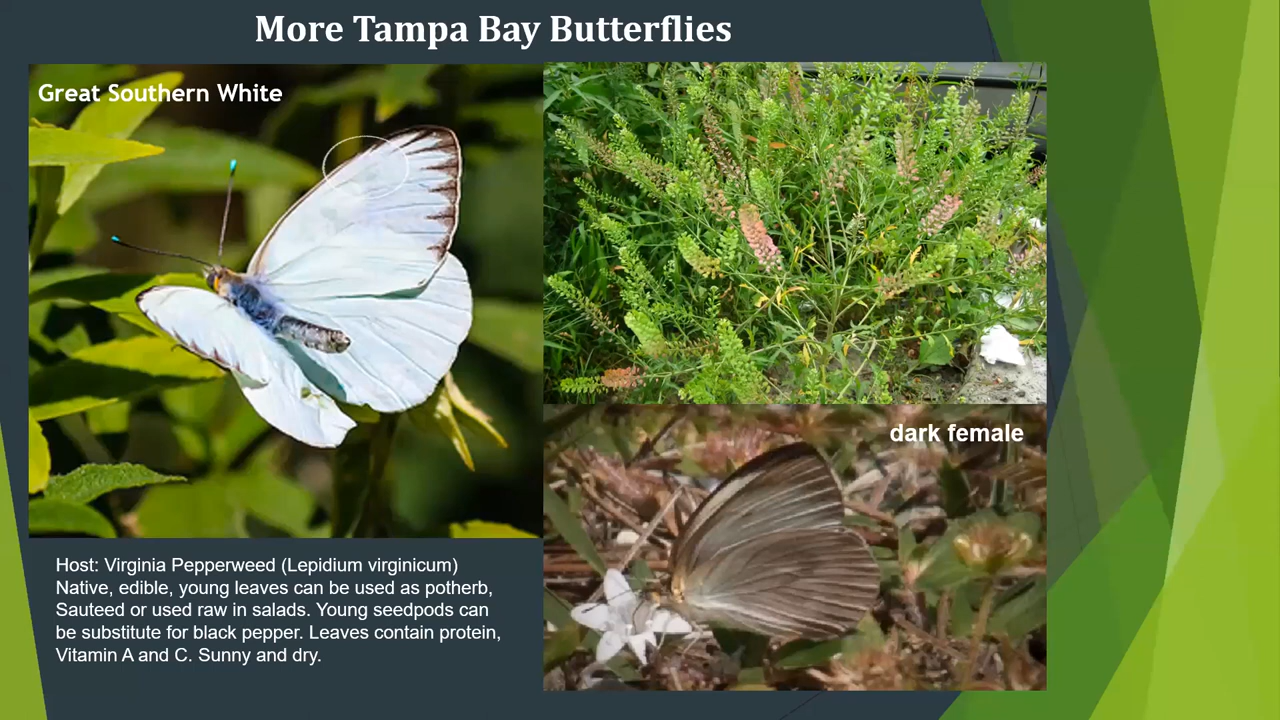 More Tampa Bay Butterflies
Great Southern White
dark female
Host: Virginia Pepperweed (Lepidium virginicum)
Native, edible, young leaves can be used as potherb,
Sauteed or used raw in salads. Young seedpods can
be substitute for black pepper. Leaves contain protein,
Vitamin A and C. Sunny and dry.